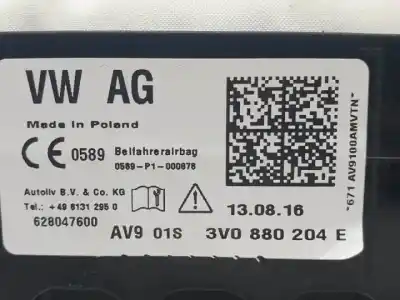 VW AG
Made in Poland
CE 0589 Beifahrerairbag
0589-P1-000878
Autoliv B.V. & Co. KG
Tel.: +49 6131 295 0
628047600
13.08.16
AV9 01S 3V0 880 204 E
*671 AV9100AMVTN*